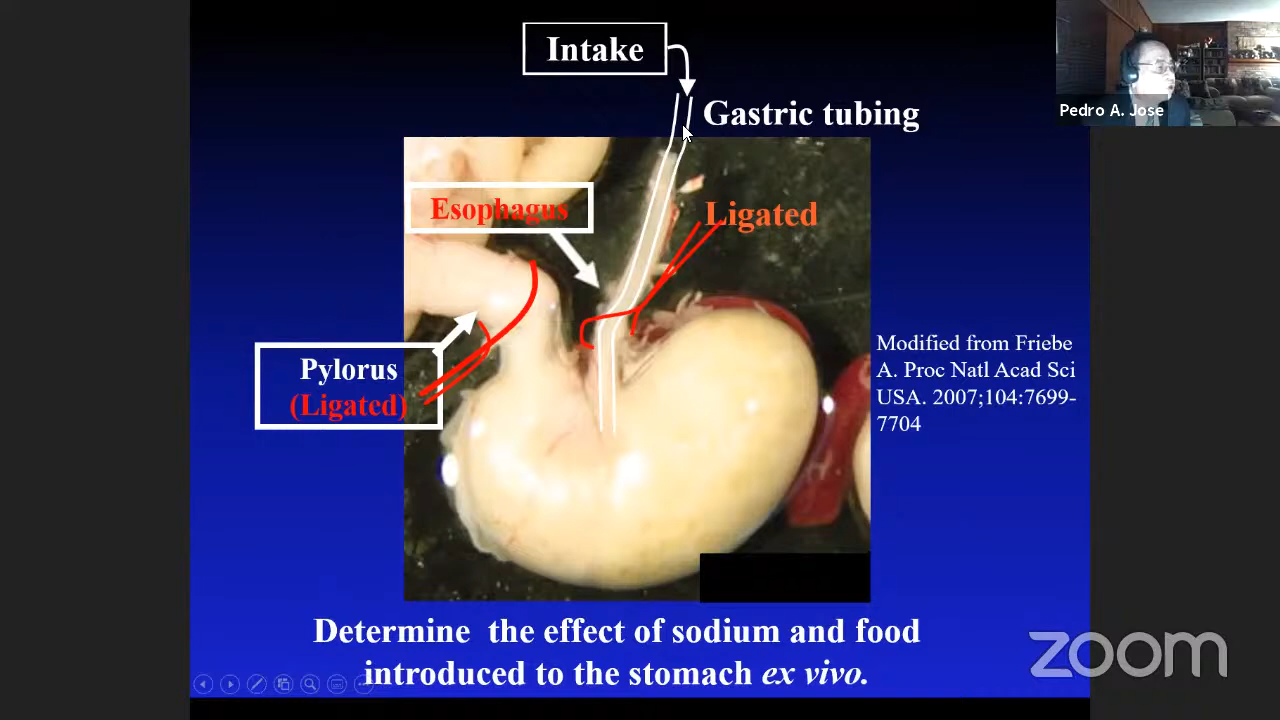 Intake
Gastric tubing
Pedro A. Jose
Esophagus
Ligated
Pylorus
(Ligated)
Modified from Friebe
A. Proc Natl Acad Sci
USA. 2007;104:7699-
7704
Determine the effect of sodium and food
introduced to the stomach ex vivo.
zoom